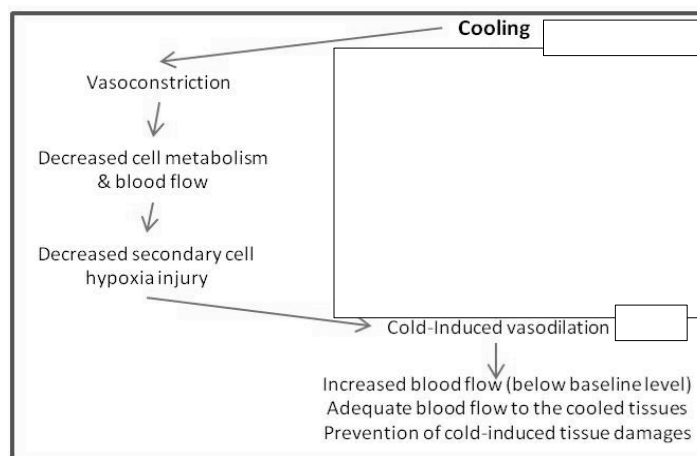 Cooling
Vasoconstriction
Decreased cell metabolism
& blood flow
Decreased secondary cell
hypoxia injury
Cold-Induced vasodilation
Increased blood flow (below baseline level)
Adequate blood flow to the cooled tissues
Prevention of cold-induced tissue damages